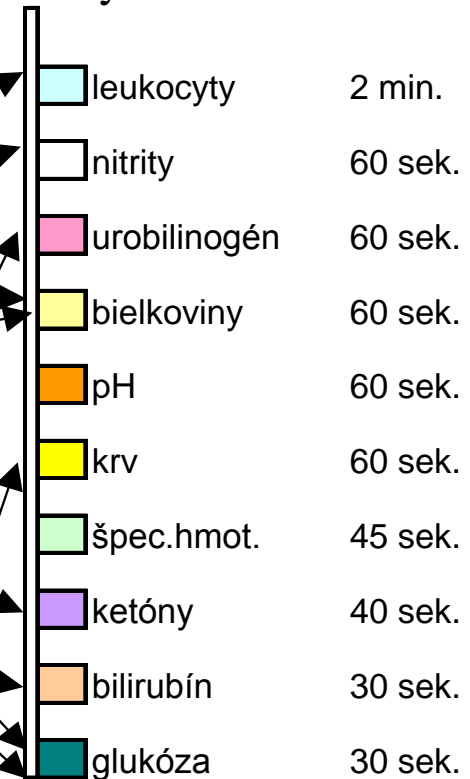 leukocyty 2 min.
nitrity 60 sek.
urobilinogén 60 sek.
bielkoviny 60 sek.
pH 60 sek.
krv 60 sek.
špec.hmot. 45 sek.
ketóny 40 sek.
bilirubín 30 sek.
glukóza 30 sek.